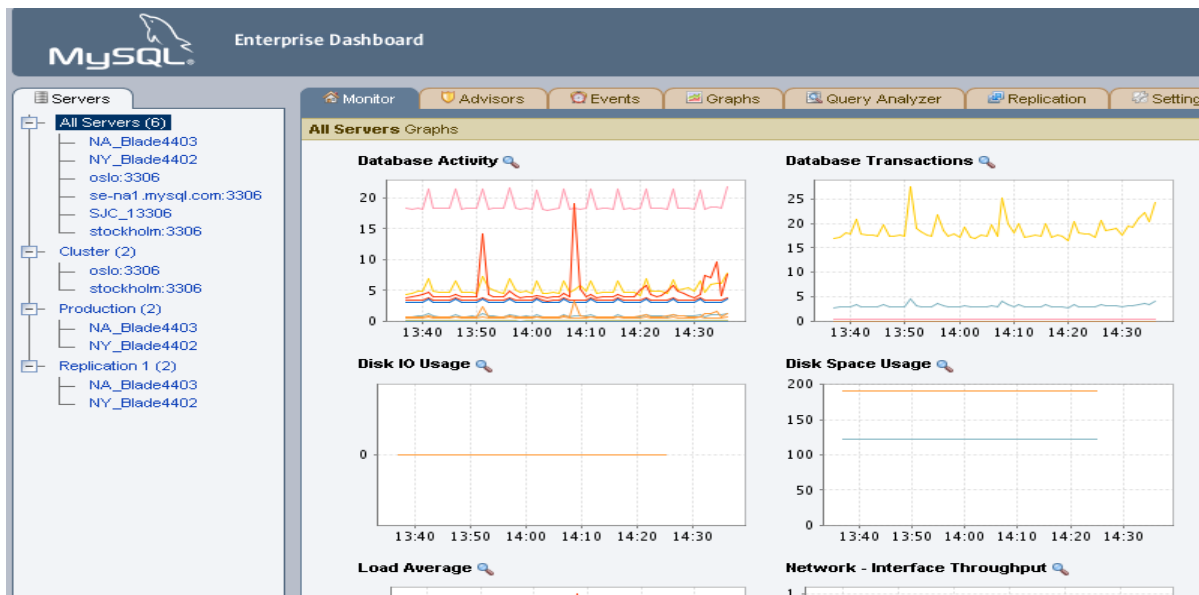 MySQL® Enterprise Dashboard
Servers
All Servers (6)
NA_Blade4403
NY_Blade4402
oslo:3306
se-na1.mysql.com:3306
SJC_13306
stockholm:3306
Cluster (2)
oslo:3306
stockholm:3306
Production (2)
NA_Blade4403
NY_Blade4402
Replication 1 (2)
NA_Blade4403
NY_Blade4402
Monitor Advisors Events Graphs Query Analyzer Replication Setting
All Servers Graphs
Database Activity
20
15
10
5
0
13:40 13:50 14:00 14:10 14:20 14:30
Database Transactions
25
20
15
10
5
0
13:40 13:50 14:00 14:10 14:20 14:30
Disk IO Usage
0
13:40 13:50 14:00 14:10 14:20 14:30
Disk Space Usage
200
150
100
50
0
13:40 13:50 14:00 14:10 14:20 14:30
Load Average
Network - Interface Throughput
1